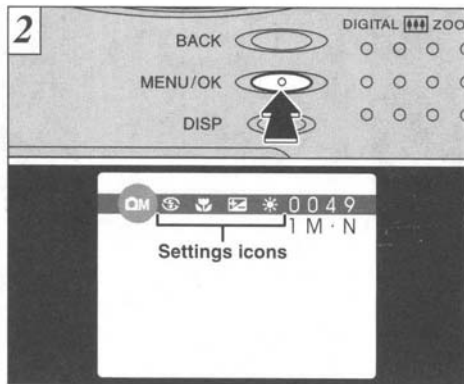 2
DIGITAL ZOO
BACK
MENU/OK
DISP
M 0049
1M·N
Settings icons